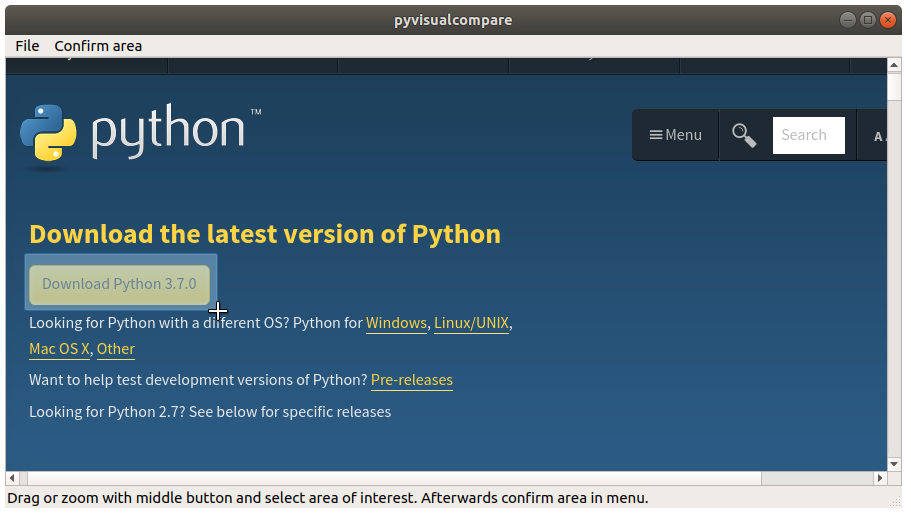 pyvisualcompare
File Confirm area
python™
Menu
Search
A A
Download the latest version of Python
Download Python 3.7.0
Looking for Python with a different OS? Python for Windows, Linux/UNIX,
Mac OS X, Other
Want to help test development versions of Python? Pre-releases
Looking for Python 2.7? See below for specific releases
Drag or zoom with middle button and select area of interest. Afterwards confirm area in menu.